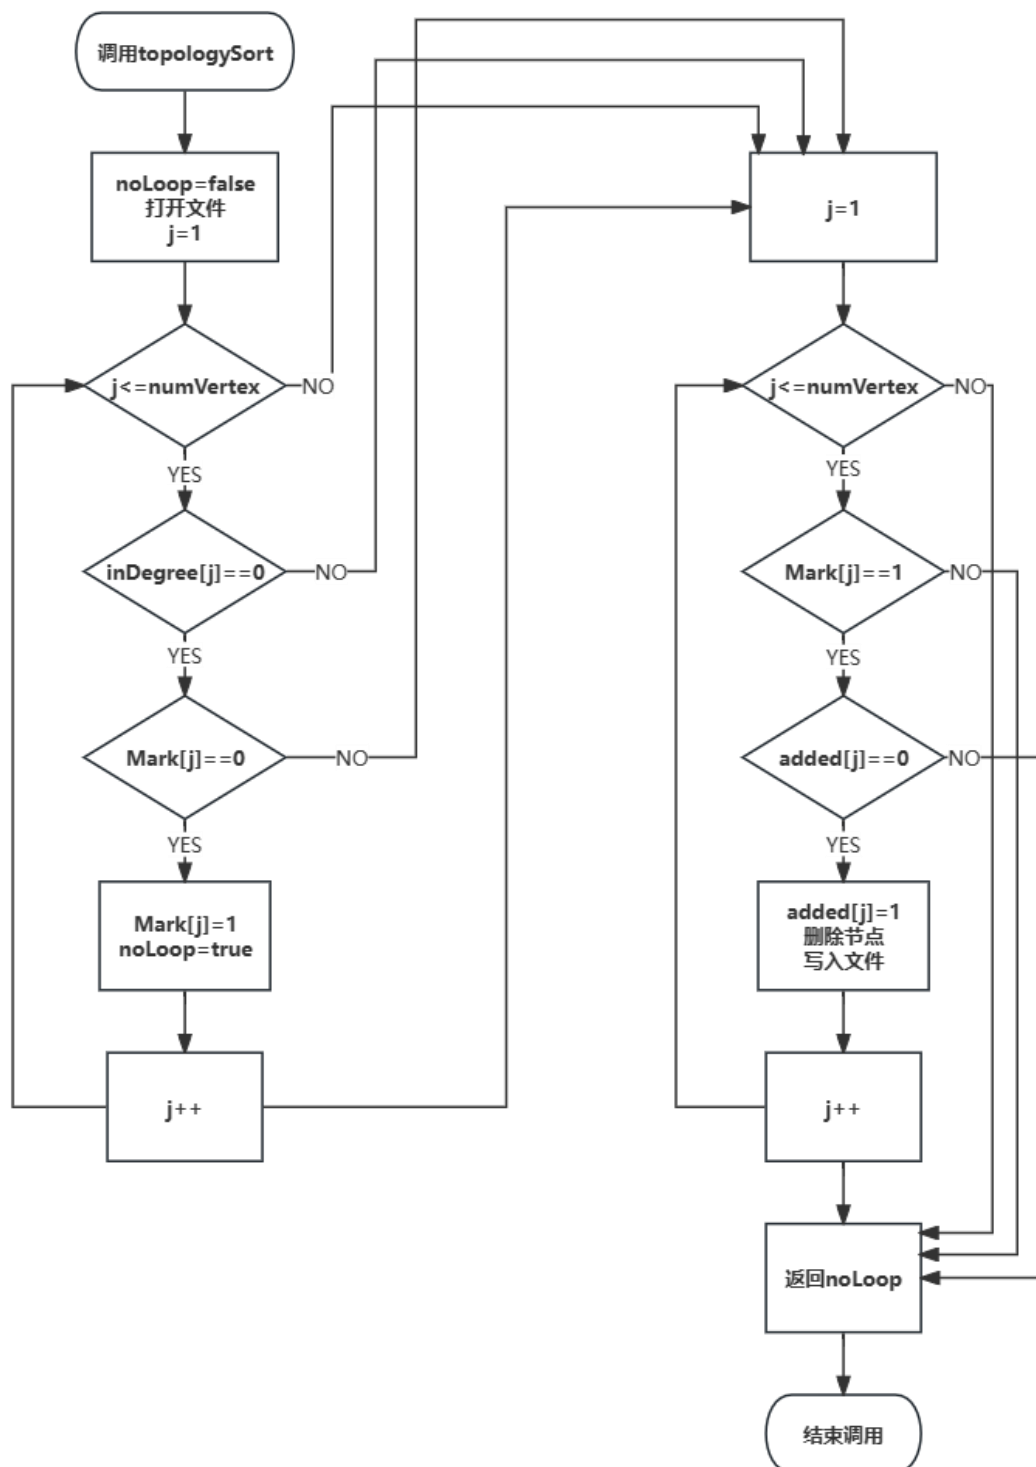 调用topologySort
noLoop=false
打开文件
j=1
j<=numVertex
NO
YES
inDegree[j]==0
NO
YES
Mark[j]==0
NO
YES
Mark[j]=1
noLoop=true
j++
j=1
j<=numVertex
NO
YES
Mark[j]==1
NO
YES
added[j]==0
NO
YES
added[j]=1
删除节点
写入文件
j++
返回noLoop
结束调用